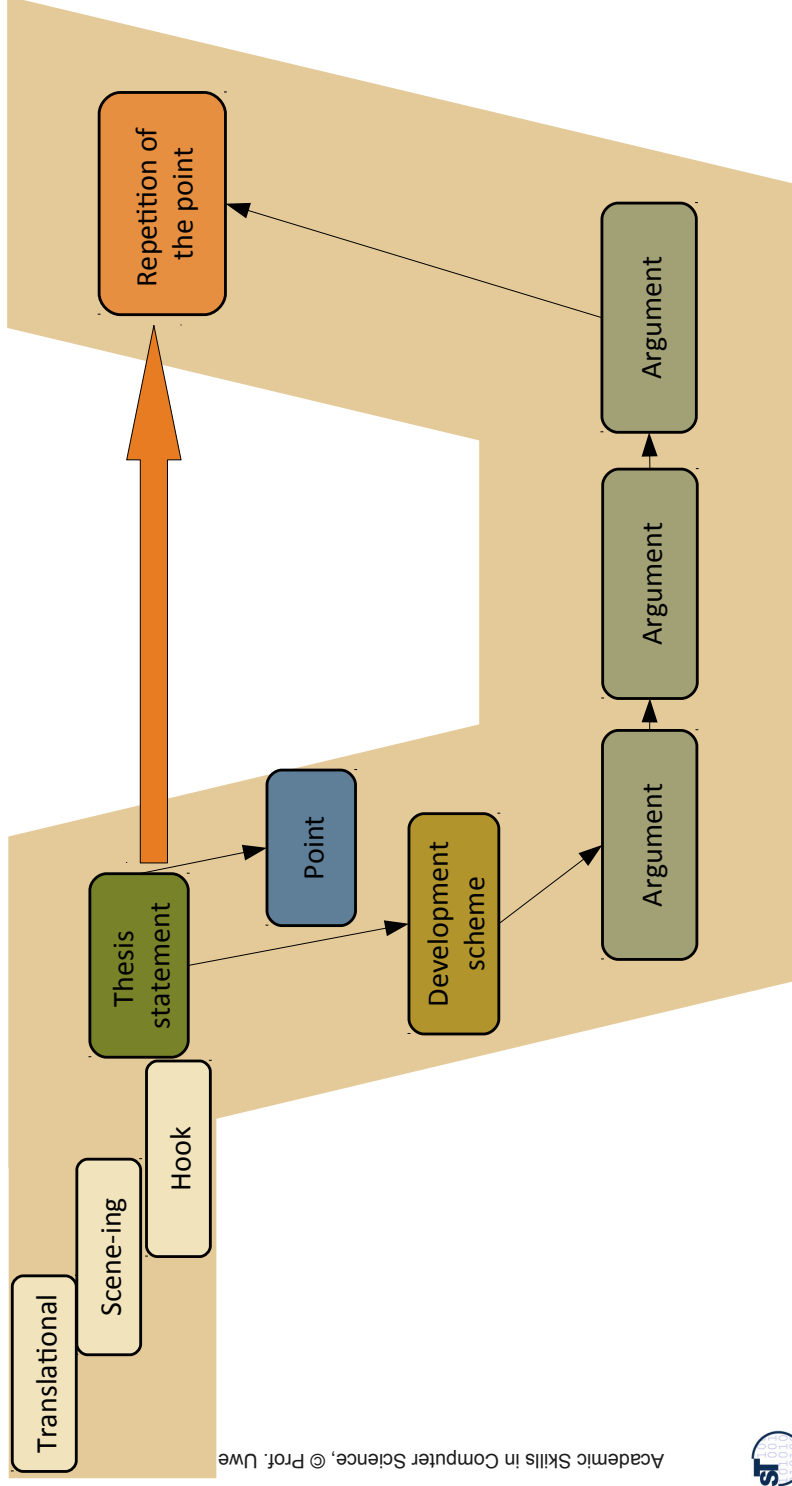 Translational
Scene-ing
Hook
Thesis
statement
Point
Development
scheme
Argument
Argument
Argument
Repetition of
the point
Academic Skills in Computer Science, © Prof. Uwe
ST